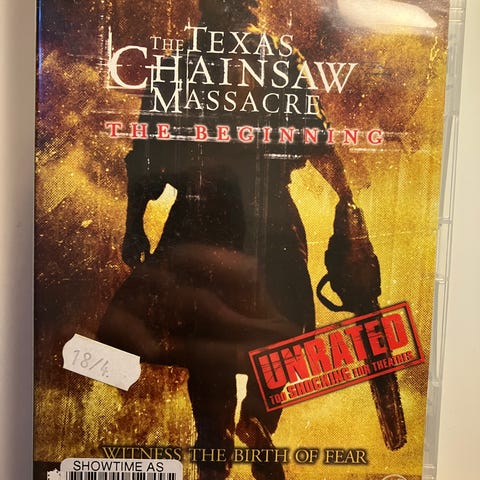 THE TEXAS
CHAINSAW
MASSACRE
THE BEGINNING
18/4
UNRATED
TOO SHOCKING FOR THEATRES
WITNESS THE BIRTH OF FEAR
SHOWTIME AS